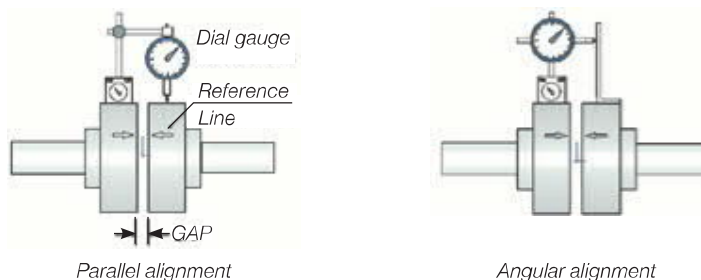 Dial gauge
Reference
Line
GAP
Parallel alignment
Angular alignment